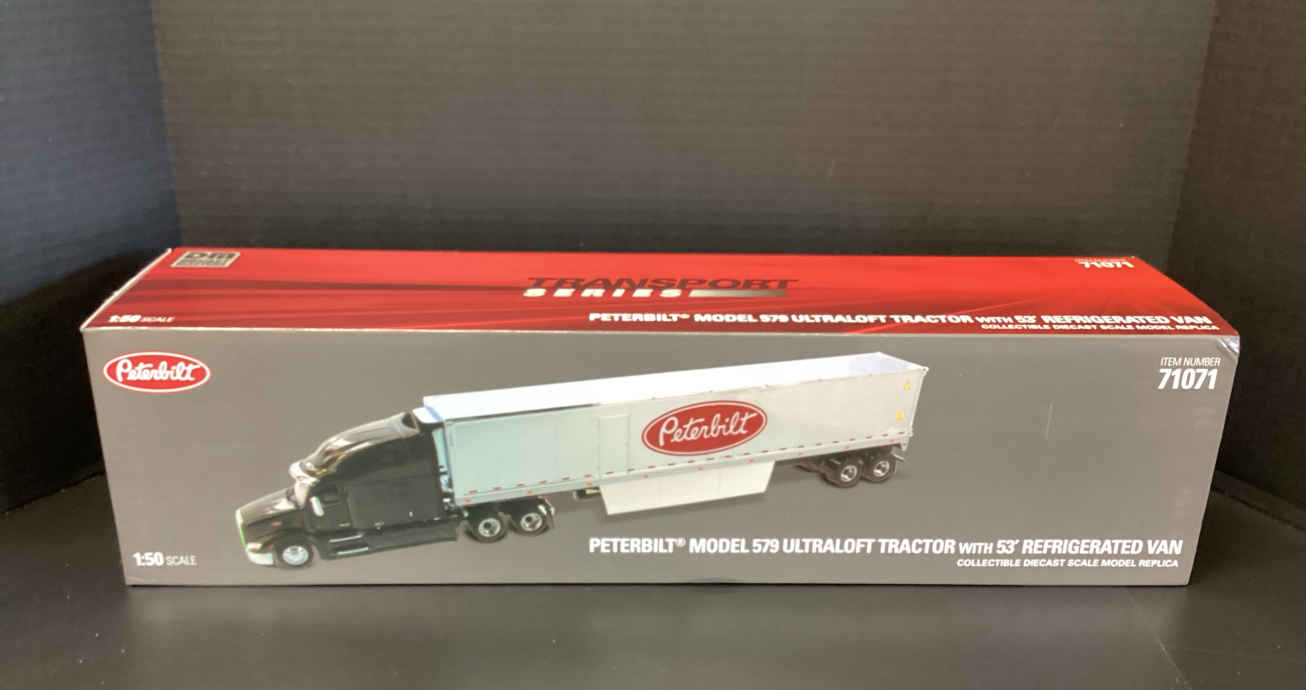 DM
71071
TRANSPORT
SERIES
1:50 SCALE
PETERBILT® MODEL 579 ULTRALOFT TRACTOR WITH 53' REFRIGERATED VAN
COLLECTIBLE DIECAST SCALE MODEL REPLICA
Peterbilt
ITEM NUMBER
71071
Peterbilt
1:50 SCALE
PETERBILT® MODEL 579 ULTRALOFT TRACTOR WITH 53' REFRIGERATED VAN
COLLECTIBLE DIECAST SCALE MODEL REPLICA